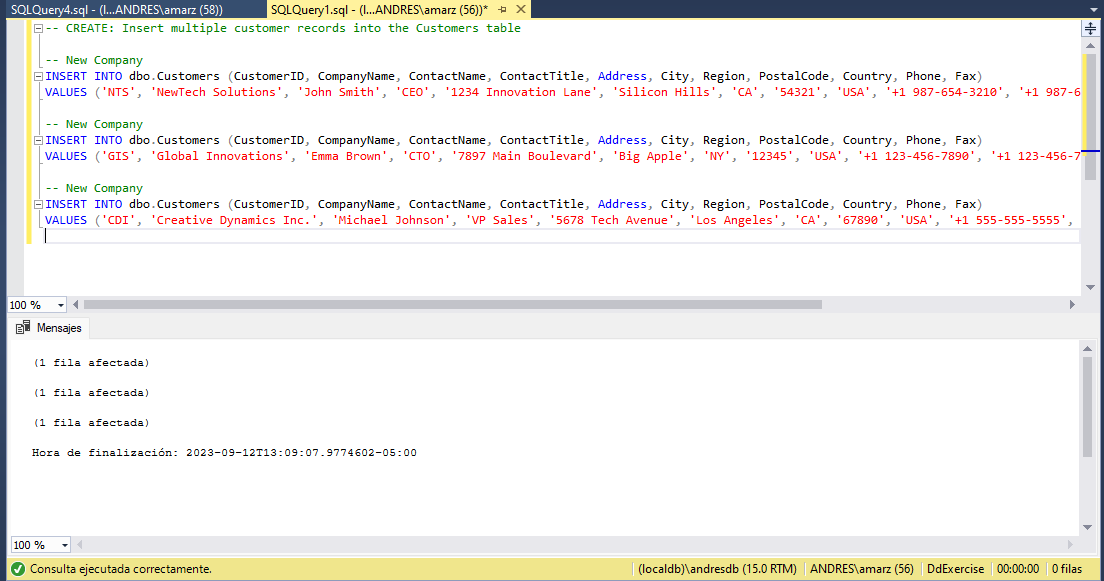 SQLQuery4.sql - (l...ANDRES\amarz (58))
SQLQuery1.sql - (l...ANDRES\amarz (56))*
-- CREATE: Insert multiple customer records into the Customers table
-- New Company
INSERT INTO dbo.Customers (CustomerID, CompanyName, ContactName, ContactTitle, Address, City, Region, PostalCode, Country, Phone, Fax)
VALUES ('NTS', 'NewTech Solutions', 'John Smith', 'CEO', '1234 Innovation Lane', 'Silicon Hills', 'CA', '54321', 'USA', '+1 987-654-3210', '+1 987-6
-- New Company
INSERT INTO dbo.Customers (CustomerID, CompanyName, ContactName, ContactTitle, Address, City, Region, PostalCode, Country, Phone, Fax)
VALUES ('GIS', 'Global Innovations', 'Emma Brown', 'CTO', '7897 Main Boulevard', 'Big Apple', 'NY', '12345', 'USA', '+1 123-456-7890', '+1 123-456-7
-- New Company
INSERT INTO dbo.Customers (CustomerID, CompanyName, ContactName, ContactTitle, Address, City, Region, PostalCode, Country, Phone, Fax)
VALUES ('CDI', 'Creative Dynamics Inc.', 'Michael Johnson', 'VP Sales', '5678 Tech Avenue', 'Los Angeles', 'CA', '67890', 'USA', '+1 555-555-5555',
100 %
Mensajes
(1 fila afectada)
(1 fila afectada)
(1 fila afectada)
Hora de finalización: 2023-09-12T13:09:07.9774602-05:00
100 %
Consulta ejecutada correctamente.
(localdb)\andresdb (15.0 RTM)
ANDRES\amarz (56)
DdExercise
00:00:00
0 filas